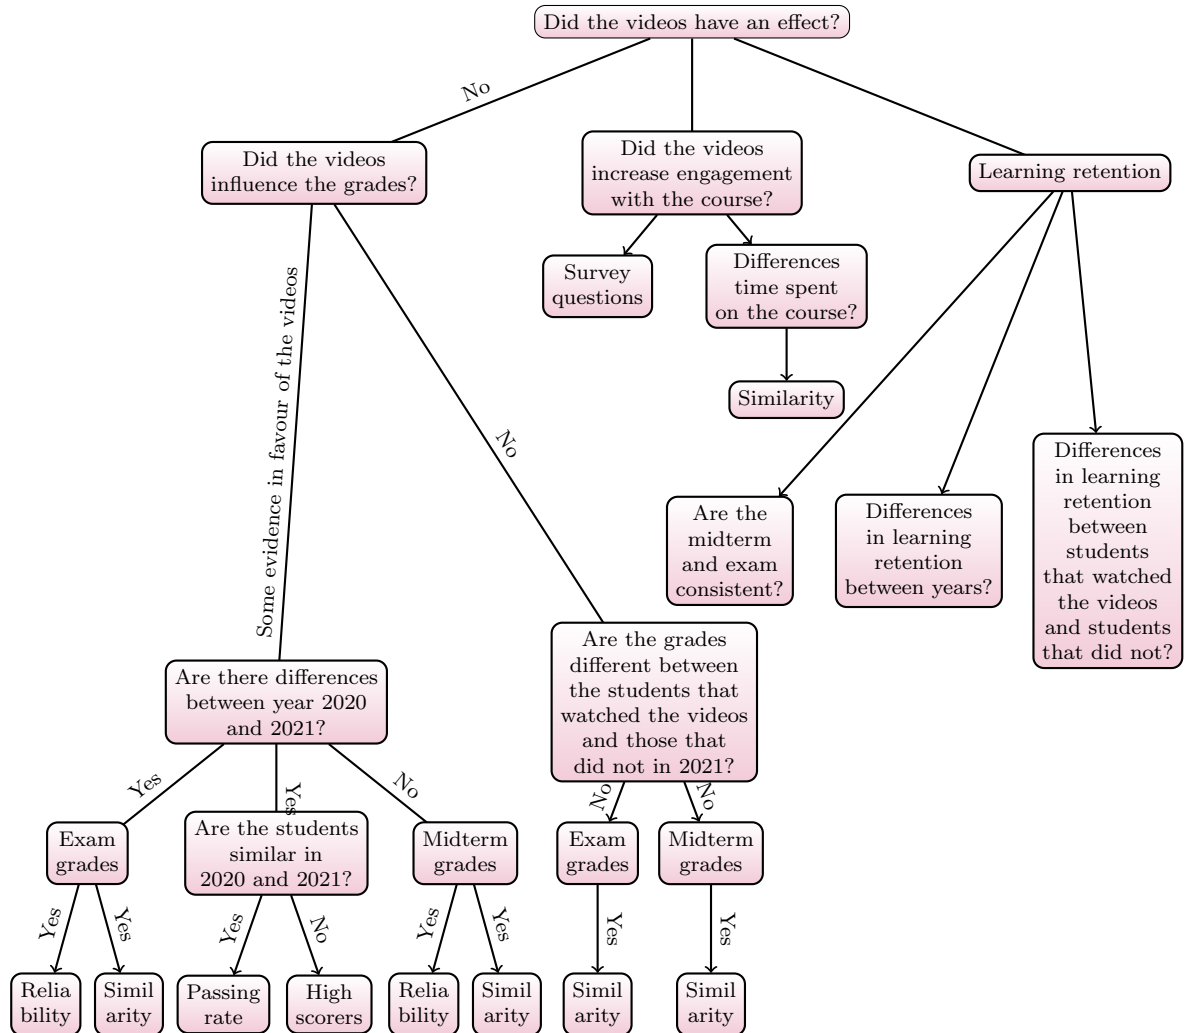 Did the videos have an effect?
No
Did the videos
influence the grades?
Did the videos
increase engagement
with the course?
Learning retention
Survey
questions
Differences
time spent
on the course?
Similarity
Some evidence in favour of the videos
No
Are the
midterm
and exam
consistent?
Differences
in learning
retention
between years?
Differences
in learning
retention
between
students
that watched
the videos
and students
that did not?
Are there differences
between year 2020
and 2021?
Are the grades
different between
the students that
watched the videos
and those that
did not in 2021?
Yes
Yes
No
No
No
Exam
grades
Are the students
similar in
2020 and 2021?
Midterm
grades
Exam
grades
Midterm
grades
Yes
Yes
Yes
No
Yes
Yes
Yes
Yes
Relia
bility
Simil
arity
Passing
rate
High
scorers
Relia
bility
Simil
arity
Simil
arity
Simil
arity